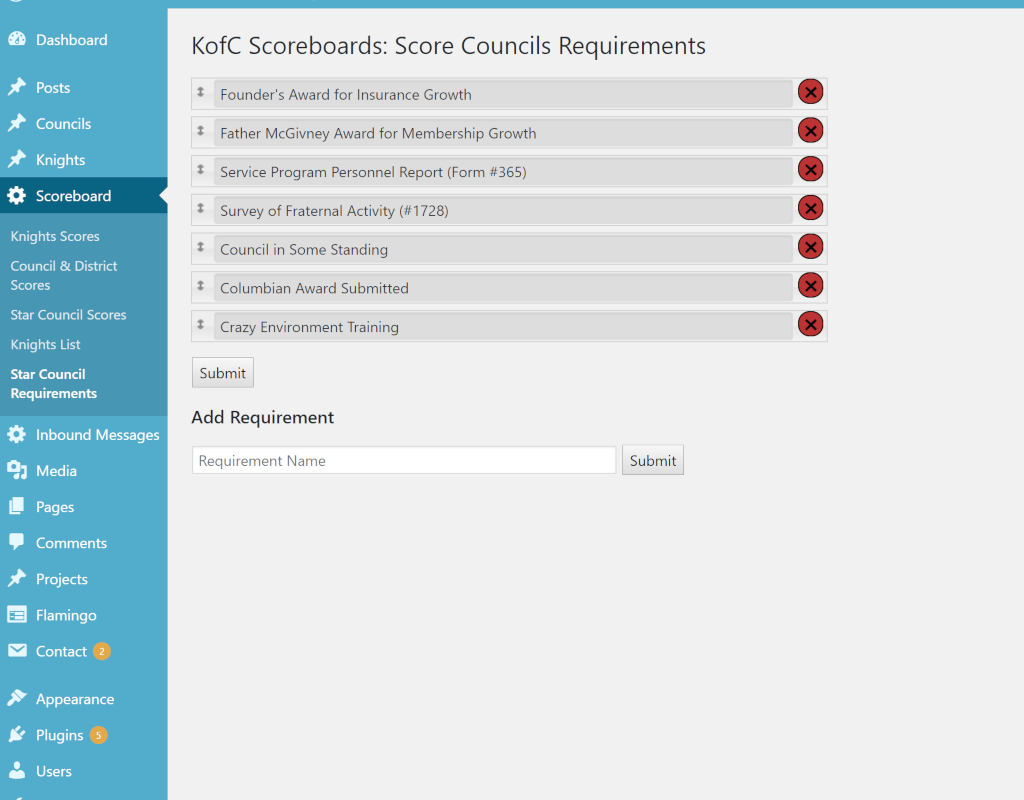 Dashboard
Posts
Councils
Knights
Scoreboard
Knights Scores
Council & District
Scores
Star Council Scores
Knights List
Star Council
Requirements
Inbound Messages
Media
Pages
Comments
Projects
Flamingo
Contact 2
Appearance
Plugins 5
Users
KofC Scoreboards: Score Councils Requirements
Founder's Award for Insurance Growth
Father McGivney Award for Membership Growth
Service Program Personnel Report (Form #365)
Survey of Fraternal Activity (#1728)
Council in Some Standing
Columbian Award Submitted
Crazy Environment Training
Submit
Add Requirement
Requirement Name Submit